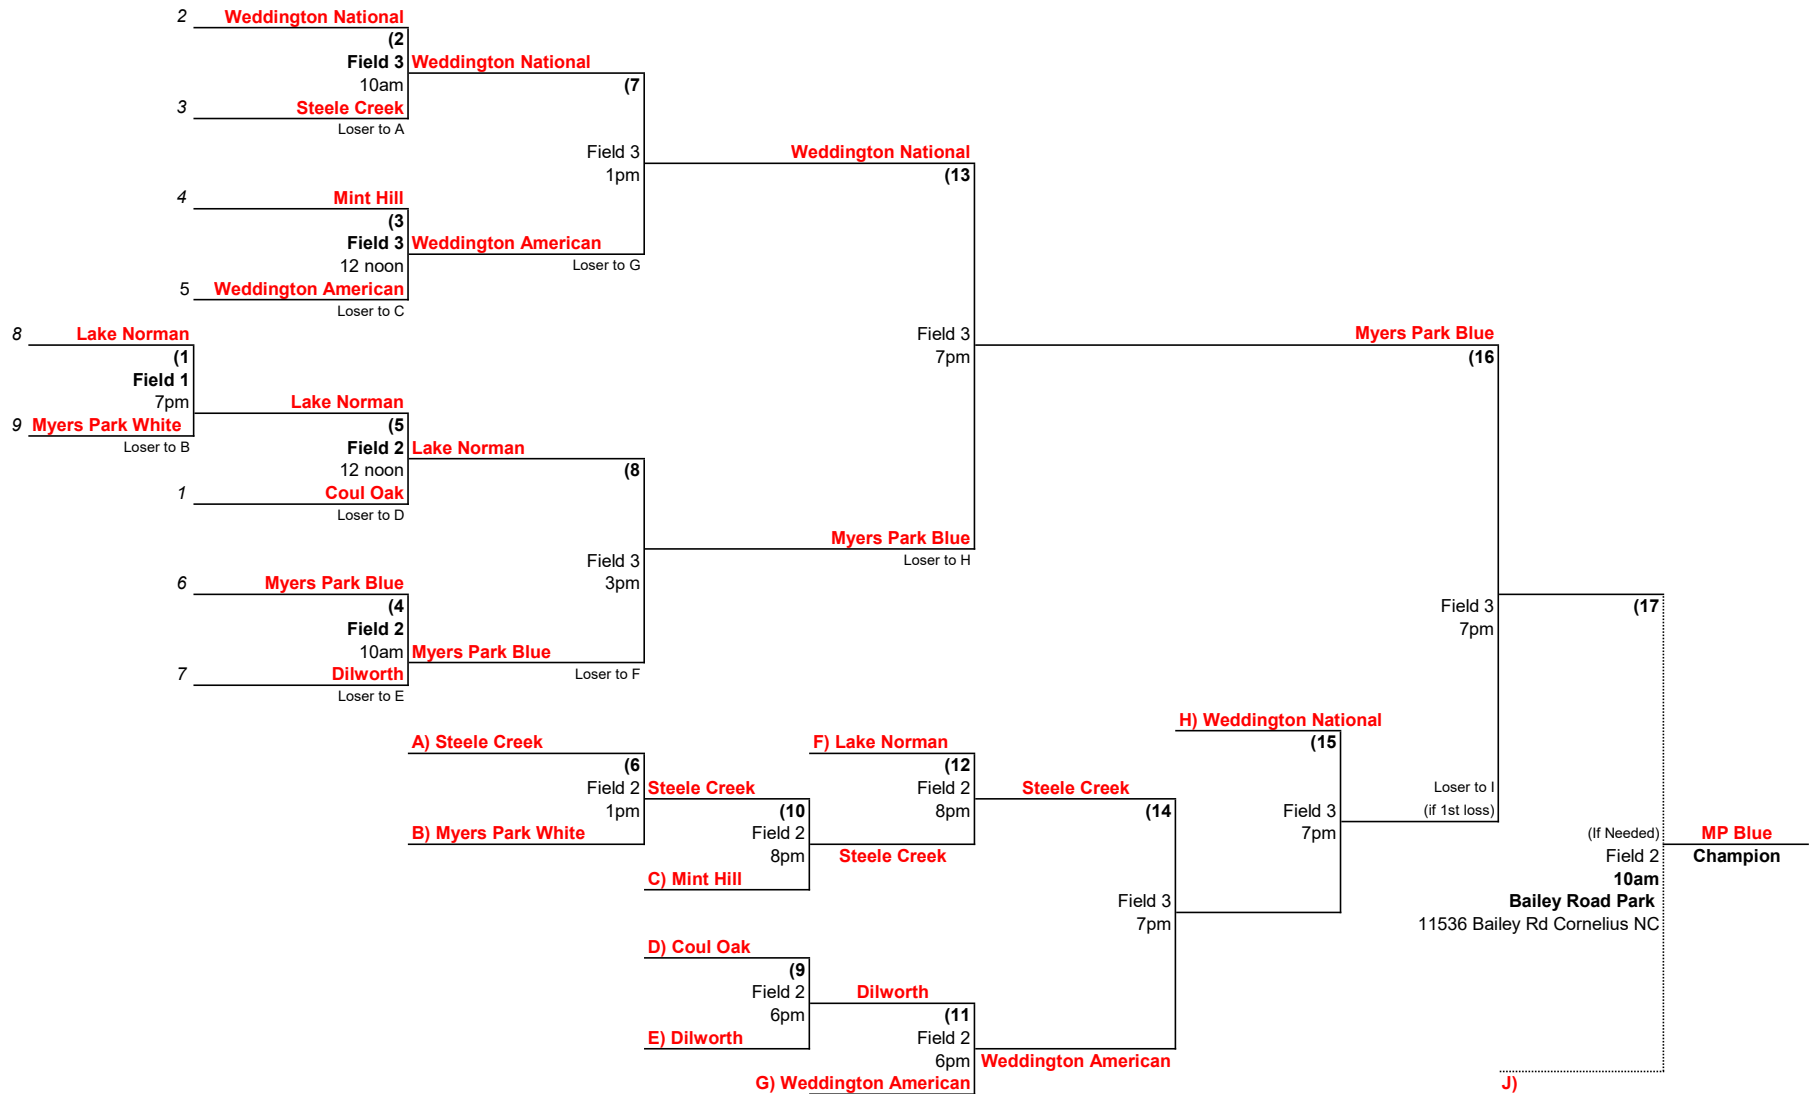 2 Weddington National
(2
Field 3 Weddington National
10am (7
3 Steele Creek
Loser to A
Field 3 Weddington National
1pm (13
4 Mint Hill
(3
Field 3 Weddington American
12 noon Loser to G
5 Weddington American
Loser to C
8 Lake Norman Field 3 Myers Park Blue
(1 7pm (16
Field 1
7pm Lake Norman
9 Myers Park White (5
Loser to B Field 2 Lake Norman
12 noon (8
1 Coul Oak
Loser to D
Myers Park Blue
Field 3 Loser to H
6 Myers Park Blue 3pm
(4 Field 3 (17
Field 2 7pm
10am Myers Park Blue
7 Dilworth Loser to F
Loser to E
H) Weddington National
A) Steele Creek F) Lake Norman (15
(6 (12
Field 2 Steele Creek Field 2 Steele Creek Loser to I
1pm (10 8pm (14 Field 3 (if 1st loss)
B) Myers Park White Field 2 7pm (If Needed) MP Blue
8pm Steele Creek Field 2 Champion
C) Mint Hill 10am
Field 3 Bailey Road Park
7pm 11536 Bailey Rd Cornelius NC
D) Coul Oak
(9
Field 2 Dilworth
6pm (11
E) Dilworth Field 2
6pm Weddington American
G) Weddington American J)